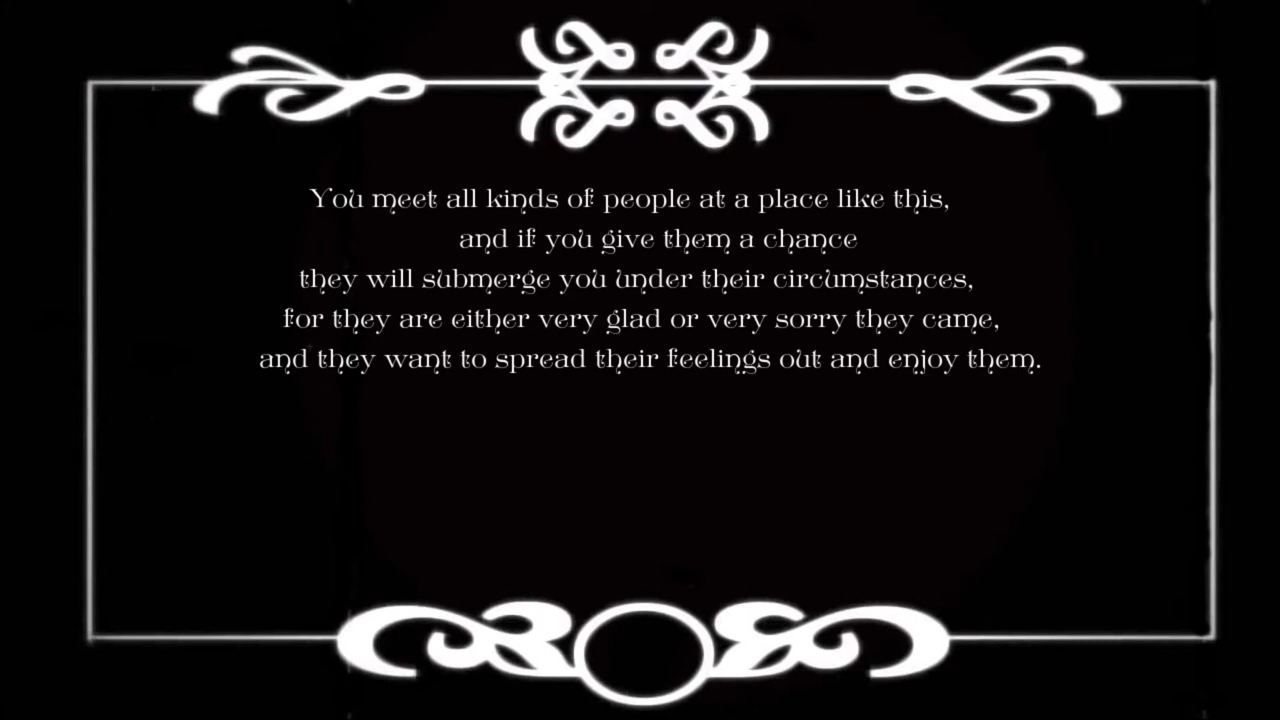 You meet all kinds of people at a place like this,
and if you give them a chance
they will submerge you under their circumstances,
for they are either very glad or very sorry they came,
and they want to spread their feelings out and enjoy them.